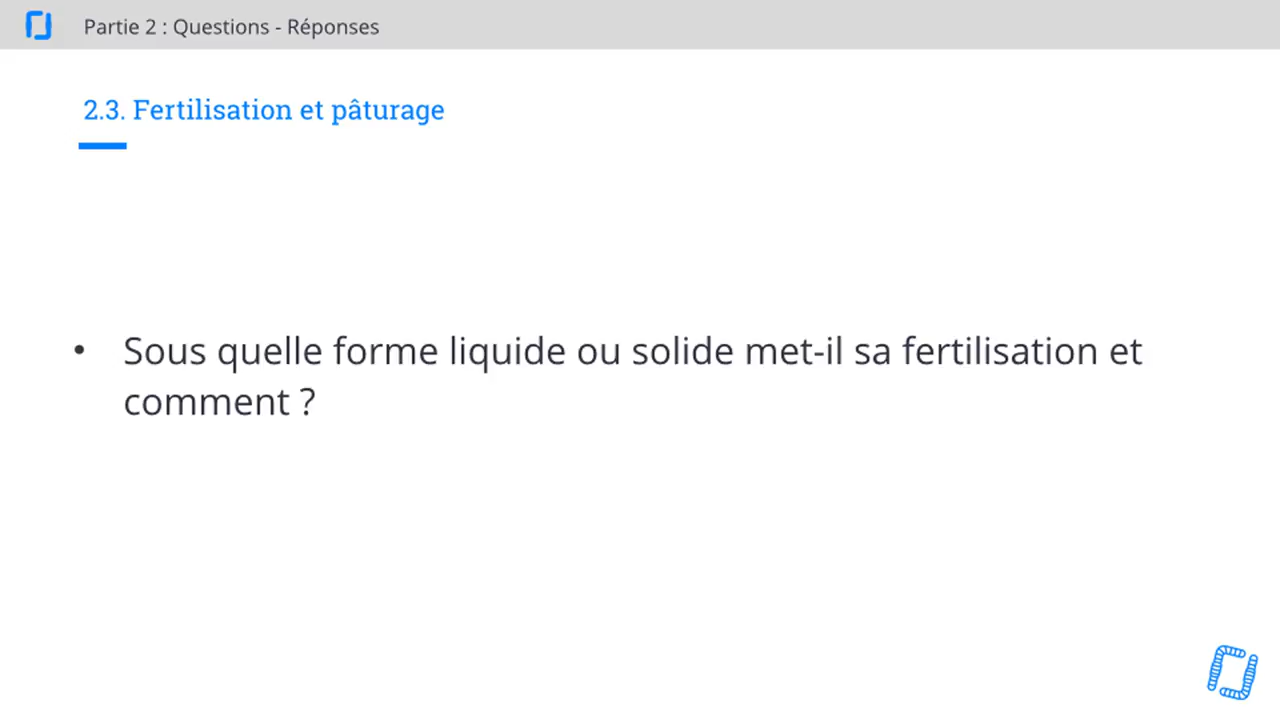 Partie 2 : Questions - Réponses
2.3. Fertilisation et pâturage
• Sous quelle forme liquide ou solide met-il sa fertilisation et
comment ?